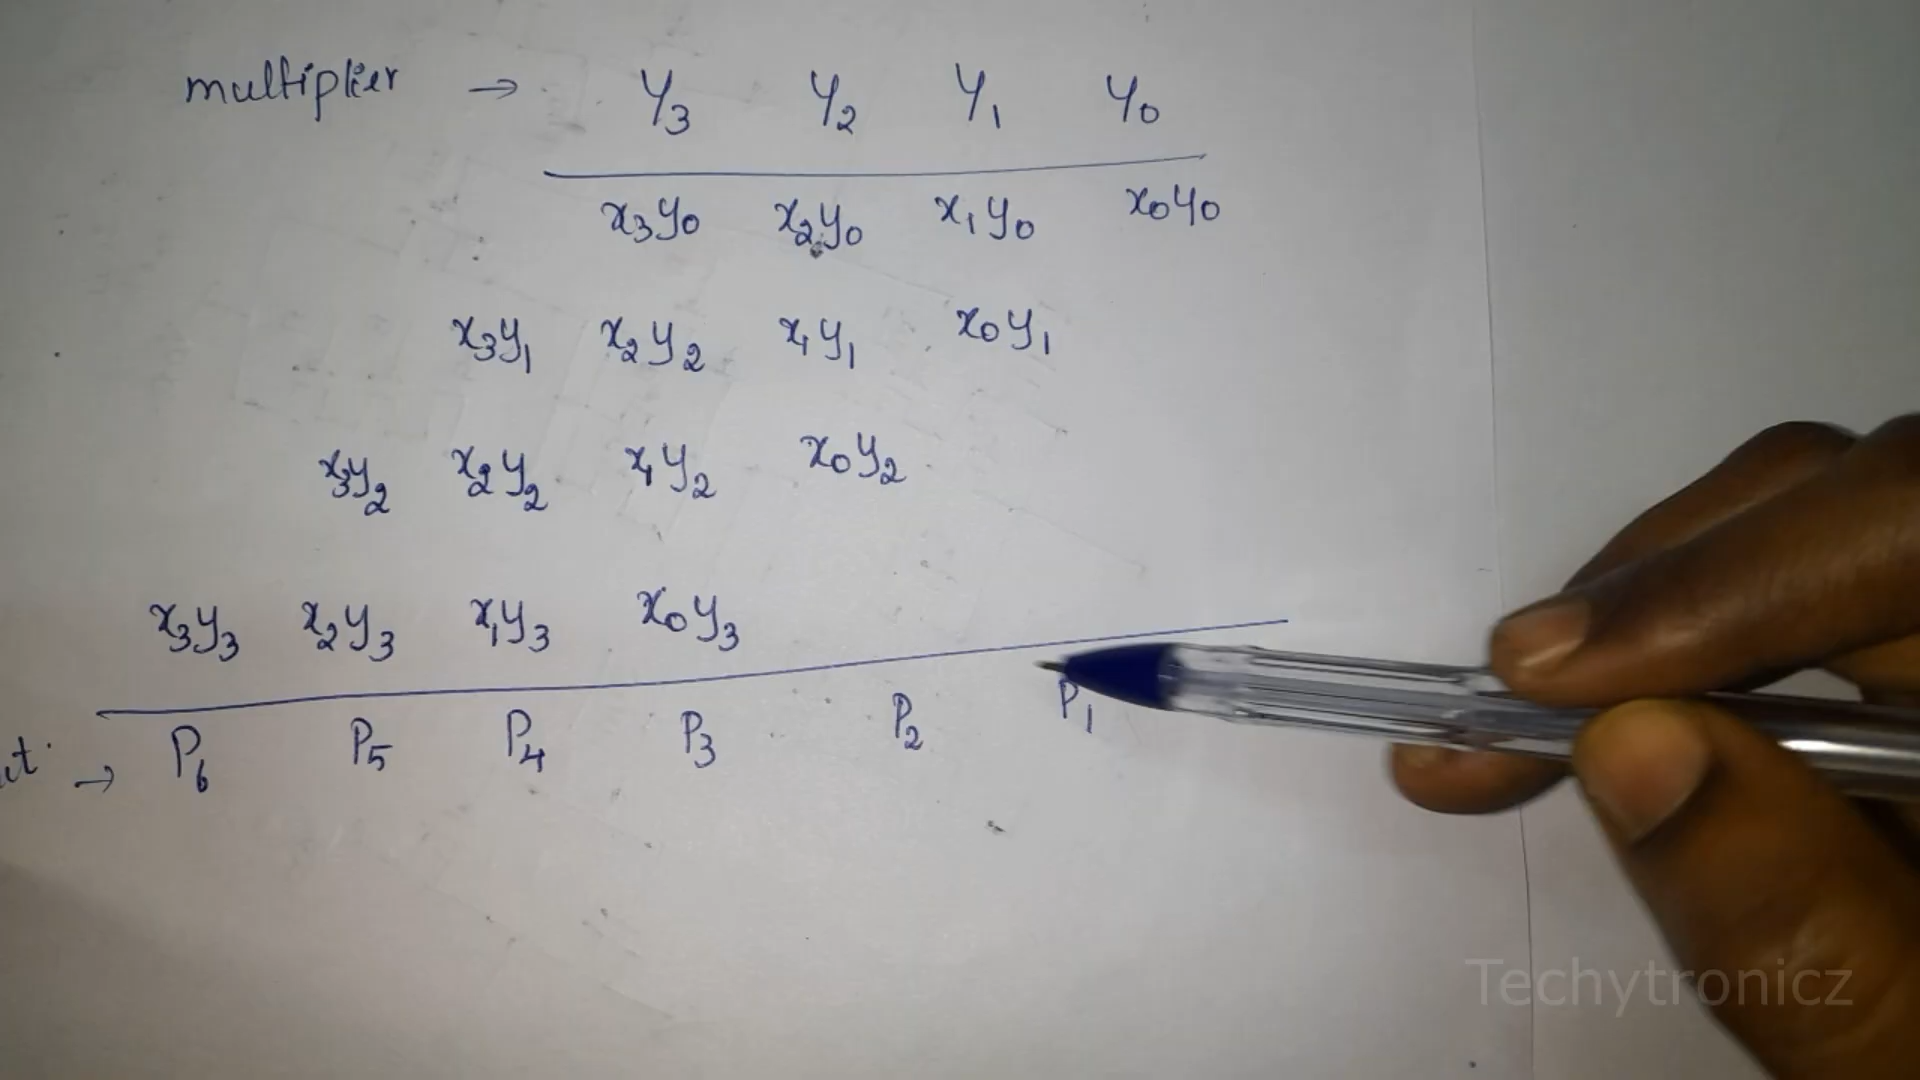 multiplier → y₃ y₂ y₁ y₀
x₃y₀ x₂y₀ x₁y₀ x₀y₀
x₃y₁ x₂y₂ x₁y₁ x₀y₁
x₃y₂ x₂y₂ x₁y₂ x₀y₂
x₃y₃ x₂y₃ x₁y₃ x₀y₃
→ P₆ P₅ P₄ P₃ P₂ P₁
Techytronicz